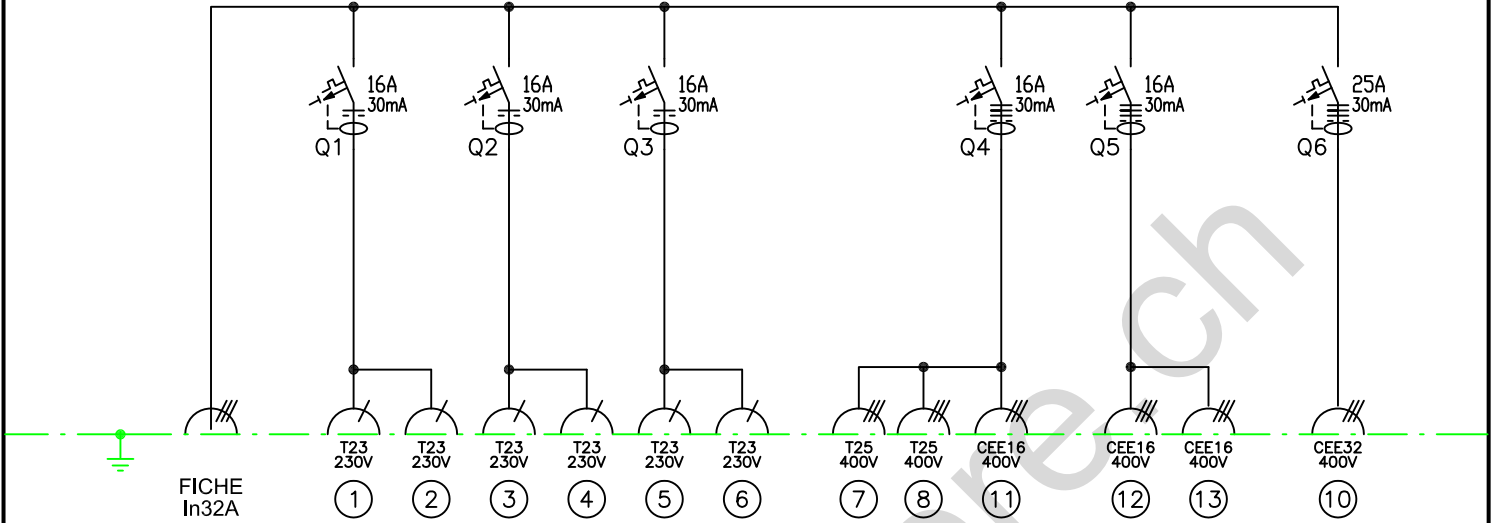 16A 16A 16A 16A 16A 25A
30mA 30mA 30mA 30mA 30mA 30mA
Q1 Q2 Q3 Q4 Q5 Q6
T23 T23 T23 T23 T23 T23 T25 T25 CEE16 CEE16 CEE16 CEE32
230V 230V 230V 230V 230V 230V 400V 400V 400V 400V 400V 400V
FICHE 1 2 3 4 5 6 7 8 11 12 13 10
In32A
re.ch